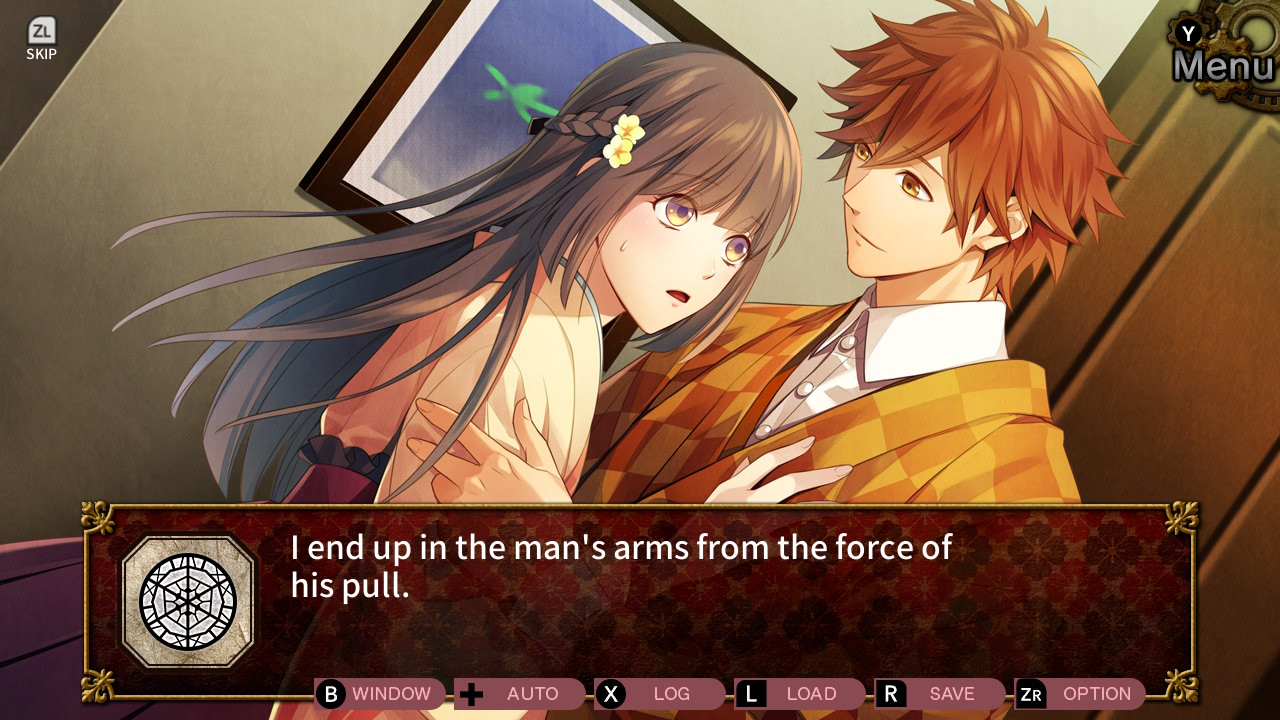 ZL
SKIP
Y
Menu
I end up in the man's arms from the force of
his pull.
B WINDOW + AUTO X LOG L LOAD R SAVE ZR OPTION